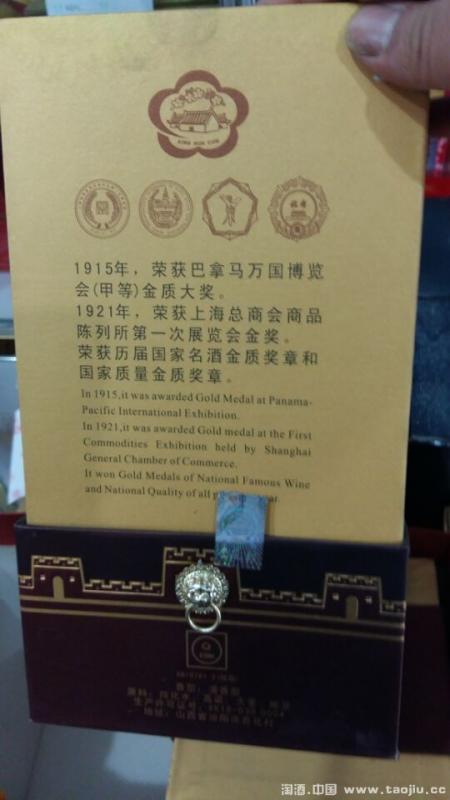 XING HUA CUN
1915年，荣获巴拿马万国博览
会(甲等)金质大奖。
1921年，荣获上海总商会商品
陈列所第一次展览会金奖。
荣获历届国家名酒金质奖章和
国家质量金质奖章。
In 1915,it was awarded Gold Medal at Panama-
Pacific International Exhibition.
In 1921,it was awarded Gold medal at the First
Commodities Exhibition held by Shanghai
General Chamber of Commerce.
It won Gold Medals of National Famous Wine
and National Quality of all
香型：清香型
淘酒.中国 www.taojiu.cc